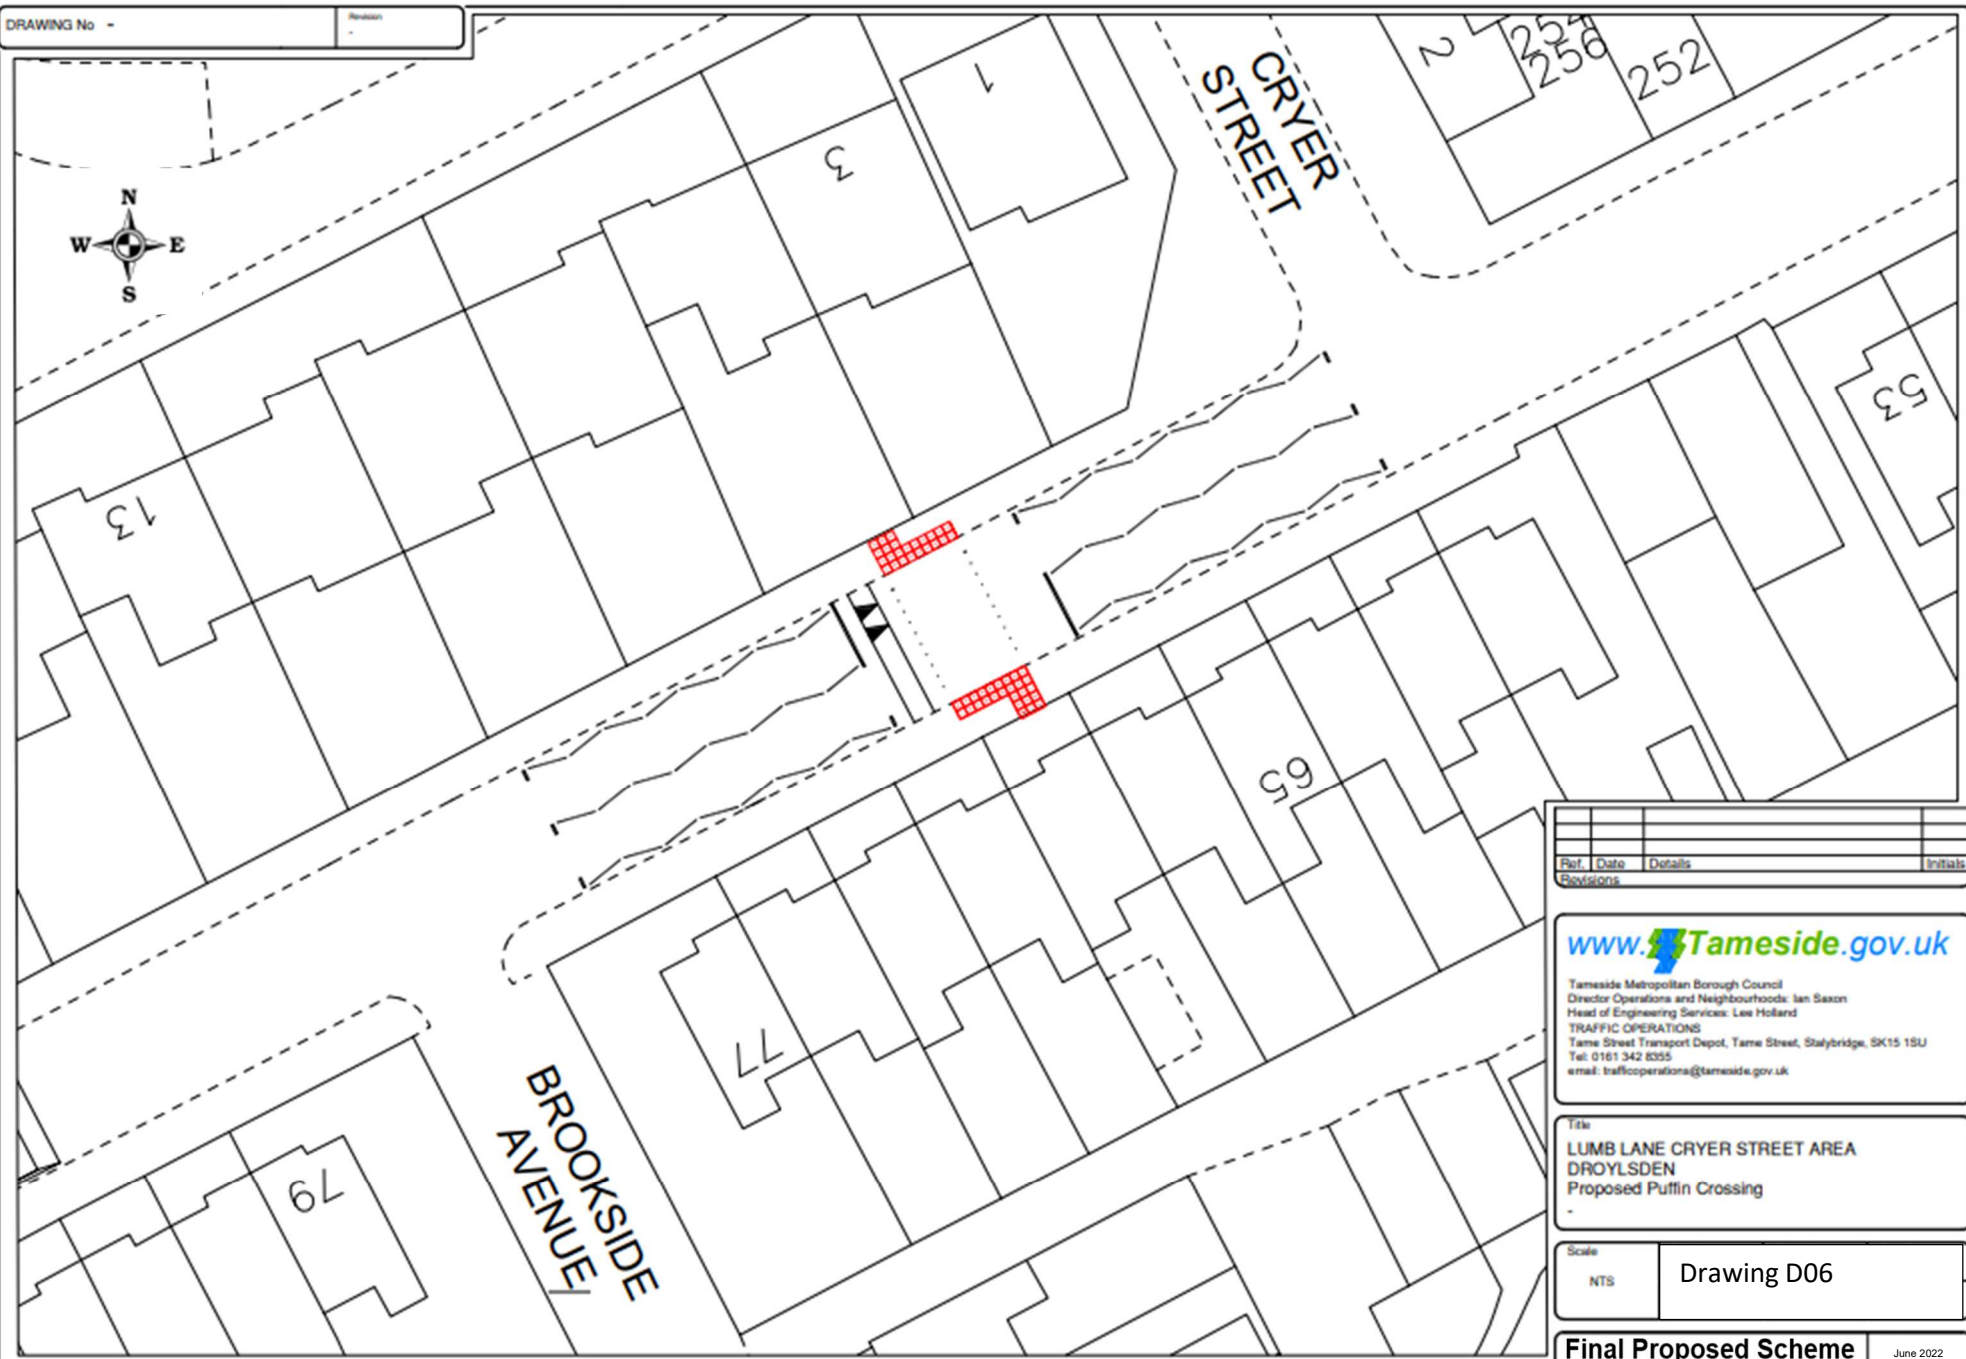 DRAWING No -
Revision
-
CRYER
STREET
1
2
254
256
252
3
N
W E
S
53
13
65
77
79
BROOKSIDE
AVENUE
Ref. Date Details Initials
Revisions
www.Tameside.gov.uk
Tameside Metropolitan Borough Council
Director Operations and Neighbourhoods: Ian Saxon
Head of Engineering Services: Lee Holland
TRAFFIC OPERATIONS
Tame Street Transport Depot, Tame Street, Stalybridge, SK15 1SU
Tel: 0161 342 8355
email: trafficoperations@tameside.gov.uk
Title
LUMB LANE CRYER STREET AREA
DROYLSDEN
Proposed Puffin Crossing
-
Scale
NTS
Drawing D06
Final Proposed Scheme
June 2022